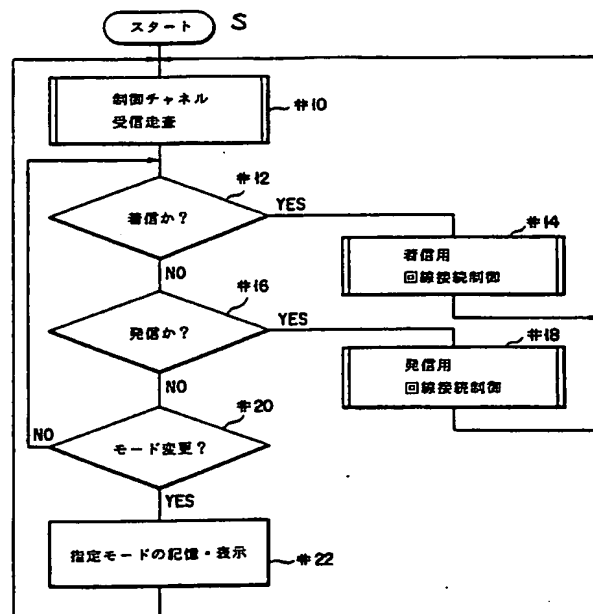 スタート S
制御チャネル
受信走査 #10
着信か? #12
YES
着信用
回線接続制御 #14
NO
発信か? #16
YES
発信用
回線接続制御 #18
NO
モード変更? #20
NO
YES
指定モードの記憶・表示 #22